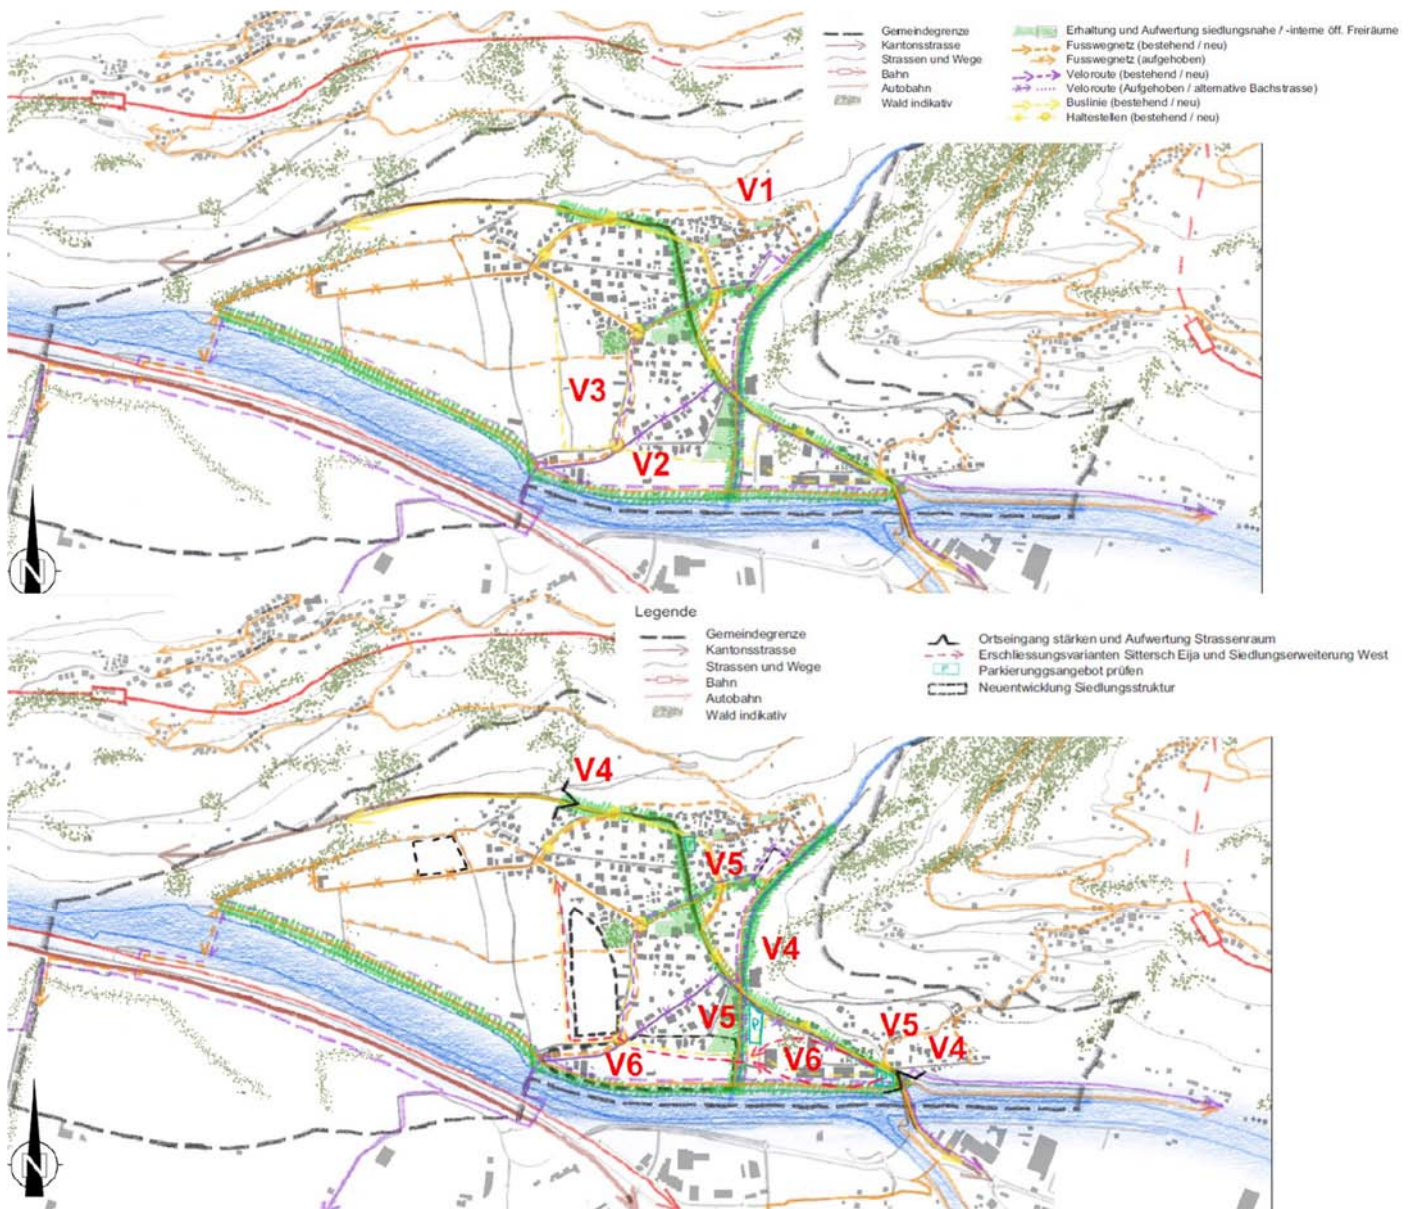 Gemeindegrenze
Kantonsstrasse
Strassen und Wege
Bahn
Autobahn
Wald indikativ
Erhaltung und Aufwertung siedlungsnahe / -interne öff. Freiräume
Fusswegnetz (bestehend / neu)
Fusswegnetz (aufgehoben)
Veloroute (bestehend / neu)
Veloroute (Aufgehoben / alternative Bachstrasse)
Buslinie (bestehend / neu)
Haltestellen (bestehend / neu)
V1
V3
V2
N
Legende
Gemeindegrenze
Kantonsstrasse
Strassen und Wege
Bahn
Autobahn
Wald indikativ
Ortseingang stärken und Aufwertung Strassenraum
Erschliessungsvarianten Sittersch Eija und Siedlungserweiterung West
P Parkierunggsangebot prüfen
Neuentwicklung Siedlungsstruktur
V4
P
V5
V4
V5
P
V5
V6
V6
V4
N